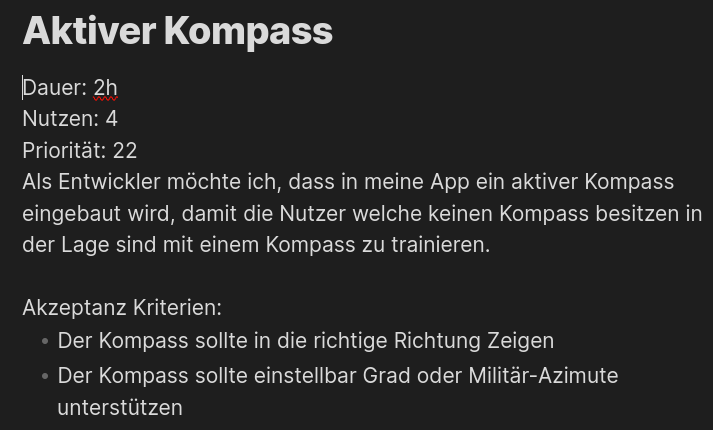 Aktiver Kompass
Dauer: 2h
Nutzen: 4
Priorität: 22
Als Entwickler möchte ich, dass in meine App ein aktiver Kompass
eingebaut wird, damit die Nutzer welche keinen Kompass besitzen in
der Lage sind mit einem Kompass zu trainieren.
Akzeptanz Kriterien:
• Der Kompass sollte in die richtige Richtung Zeigen
• Der Kompass sollte einstellbar Grad oder Militär-Azimute
unterstützen